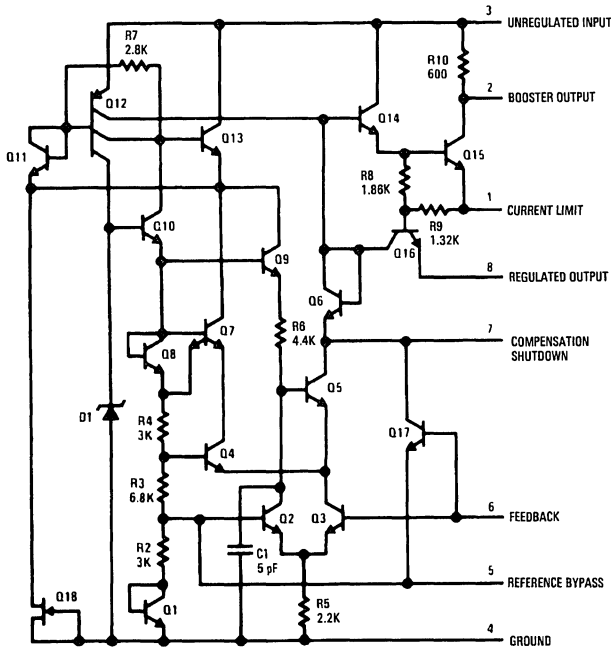 3 UNREGULATED INPUT
R7
2.8K
R10
600
Q12
2 BOOSTER OUTPUT
Q14
Q13
Q15
Q11
R8
1.86K
1 CURRENT LIMIT
R9
1.32K
Q10
Q16
Q9
8 REGULATED OUTPUT
Q6
R6
4.4K
7 COMPENSATION
SHUTDOWN
Q7
Q8
Q5
D1
R4
3K
Q17
Q4
R3
6.8K
Q2
Q3
6 FEEDBACK
R2
3K
C1
5 pF
5 REFERENCE BYPASS
Q18
Q1
R5
2.2K
4 GROUND